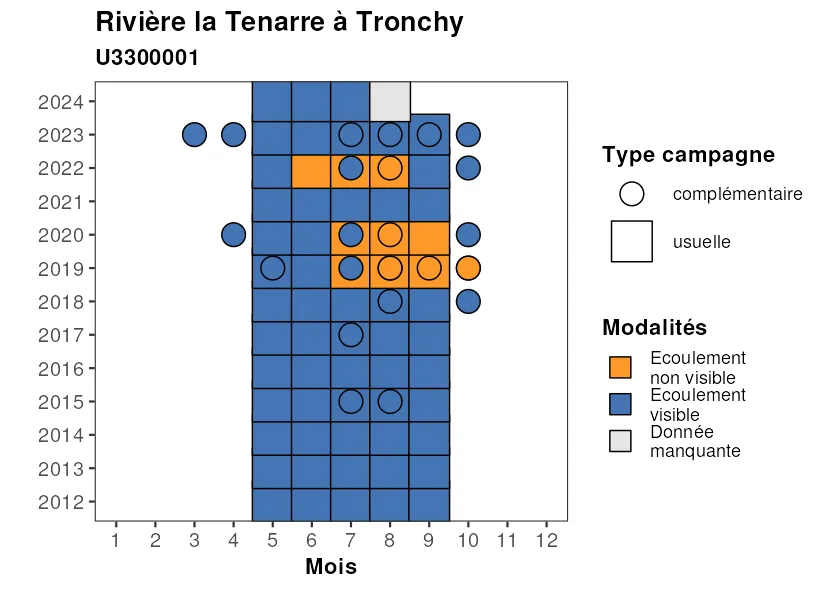 Rivière la Tenarre à Tronchy
U3300001
2024
2023
2022
2021
2020
2019
2018
2017
2016
2015
2014
2013
2012
1 2 3 4 5 6 7 8 9 10 11 12
Mois
Type campagne
complémentaire
usuelle
Modalités
Ecoulement
non visible
Ecoulement
visible
Donnée
manquante